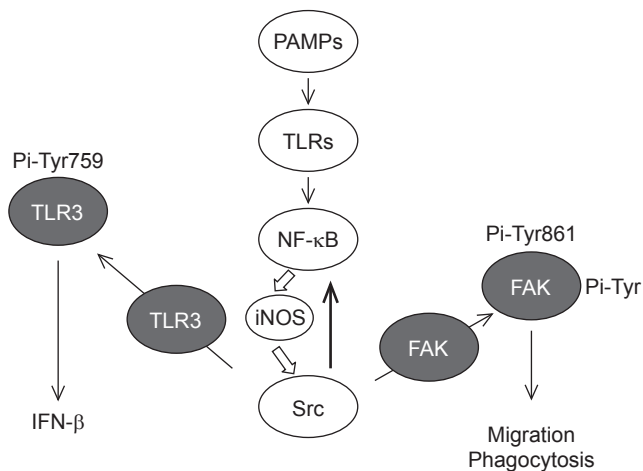 PAMPs
TLRs
Pi-Tyr759
TLR3
NF-κB
Pi-Tyr861
FAK
Pi-Tyr
iNOS
TLR3
FAK
Src
IFN-β
Migration
Phagocytosis